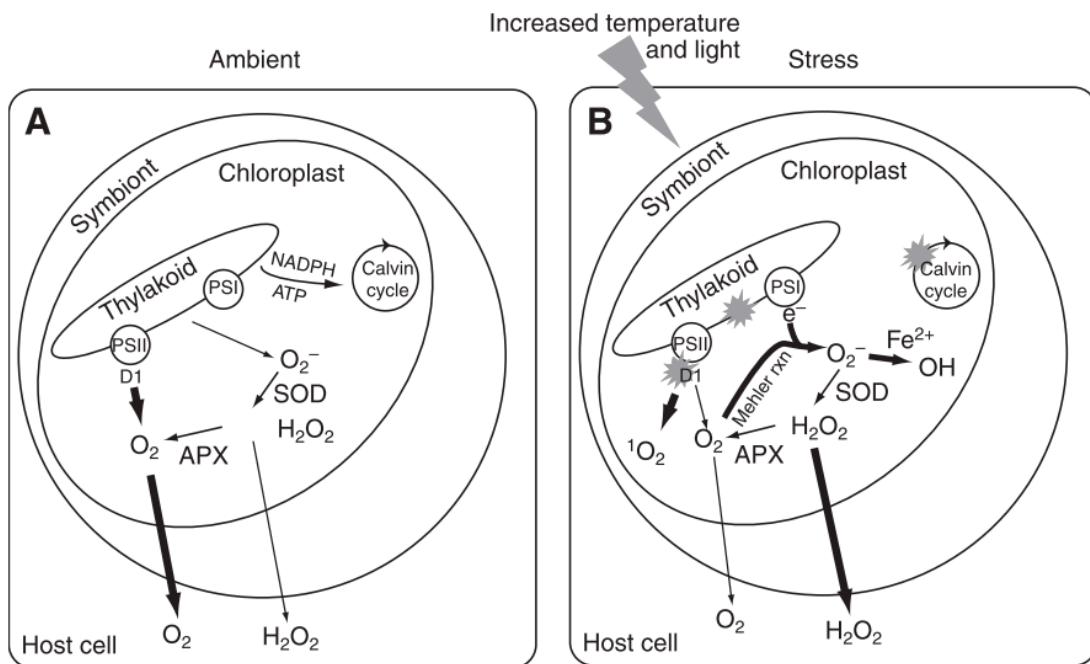 Increased temperature
and light
Ambient
Stress
A
Symbiont
Chloroplast
Thylakoid
NADPH
ATP
Calvin
cycle
PSI
PSII
D1
O₂⁻
SOD
H₂O₂
O₂
APX
O₂
H₂O₂
Host cell
B
Symbiont
Chloroplast
Thylakoid
PSI
e⁻
Calvin
cycle
PSII
D1
Mehler rxn
O₂⁻
Fe²⁺
OH
SOD
H₂O₂
¹O₂
O₂
APX
O₂
H₂O₂
Host cell